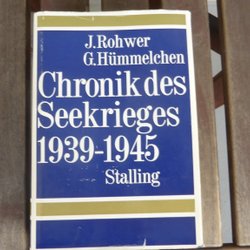 J.Rohwer
G.Hümmelchen
Chronik des
Seekrieges
1939-1945
Stalling